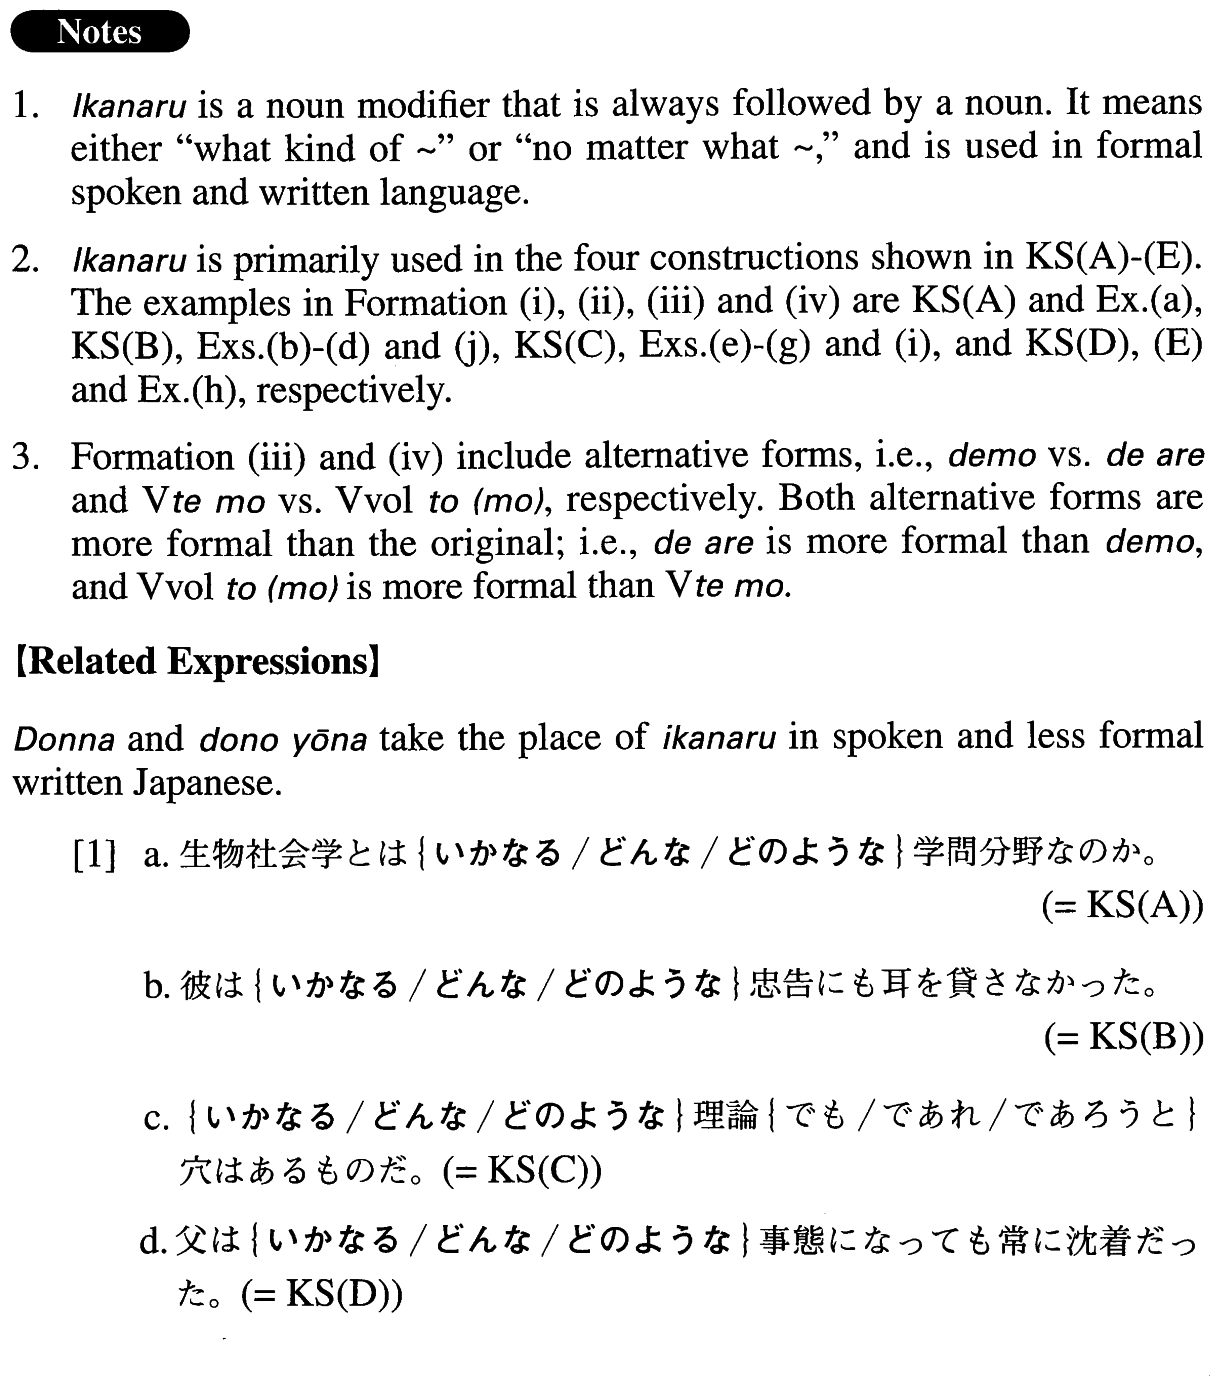 Notes
1. Ikanaru is a noun modifier that is always followed by a noun. It means
either “what kind of ~” or “no matter what ~,” and is used in formal
spoken and written language.
2. Ikanaru is primarily used in the four constructions shown in KS(A)-(E).
The examples in Formation (i), (ii), (iii) and (iv) are KS(A) and Ex.(a),
KS(B), Exs.(b)-(d) and (j), KS(C), Exs.(e)-(g) and (i), and KS(D), (E)
and Ex.(h), respectively.
3. Formation (iii) and (iv) include alternative forms, i.e., demo vs. de are
and Vte mo vs. Vvol to (mo), respectively. Both alternative forms are
more formal than the original; i.e., de are is more formal than demo,
and Vvol to (mo) is more formal than Vte mo.
【Related Expressions】
Donna and dono yōna take the place of ikanaru in spoken and less formal
written Japanese.
[1] a. 生物社会学とは{いかなる/どんな/どのような}学問分野なのか。
(= KS(A))
b. 彼は{いかなる/どんな/どのような}忠告にも耳を貸さなかった。
(= KS(B))
c. {いかなる/どんな/どのような}理論{でも/であれ/であろうと}
穴はあるものだ。(= KS(C))
d. 父は{いかなる/どんな/どのような}事態になっても常に沈着だっ
た。(= KS(D))